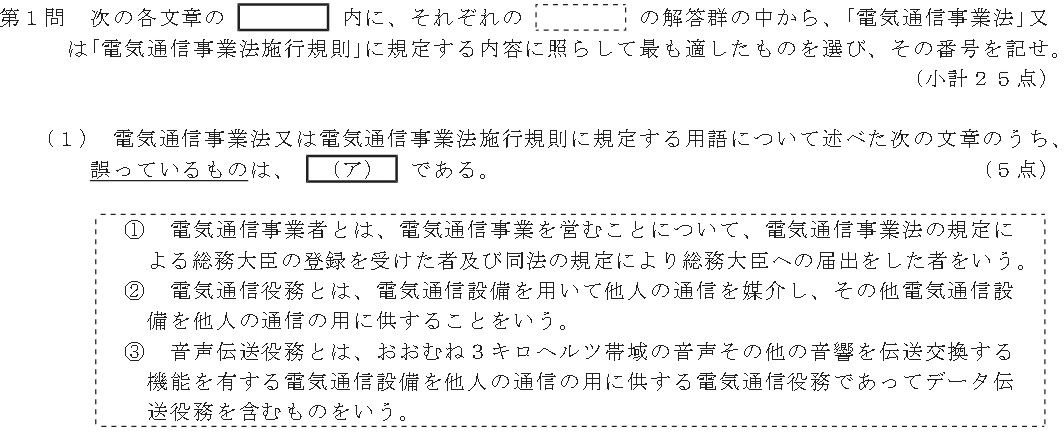 第１問　次の各文章の　　　　内に、それぞれの　　　　の解答群の中から、｢電気通信事業法｣又
は｢電気通信事業法施行規則｣に規定する内容に照らして最も適したものを選び、その番号を記せ。
（小計２５点）
（１）　電気通信事業法又は電気通信事業法施行規則に規定する用語について述べた次の文章のうち、
誤っているものは、　（ア）　である。　（５点）
①　電気通信事業者とは、電気通信事業を営むことについて、電気通信事業法の規定に
よる総務大臣の登録を受けた者及び同法の規定により総務大臣への届出をした者をいう。
②　電気通信役務とは、電気通信設備を用いて他人の通信を媒介し、その他電気通信設
備を他人の通信の用に供することをいう。
③　音声伝送役務とは、おおむね３キロヘルツ帯域の音声その他の音響を伝送交換する
機能を有する電気通信設備を他人の通信の用に供する電気通信役務であってデータ伝
送役務を含むものをいう。